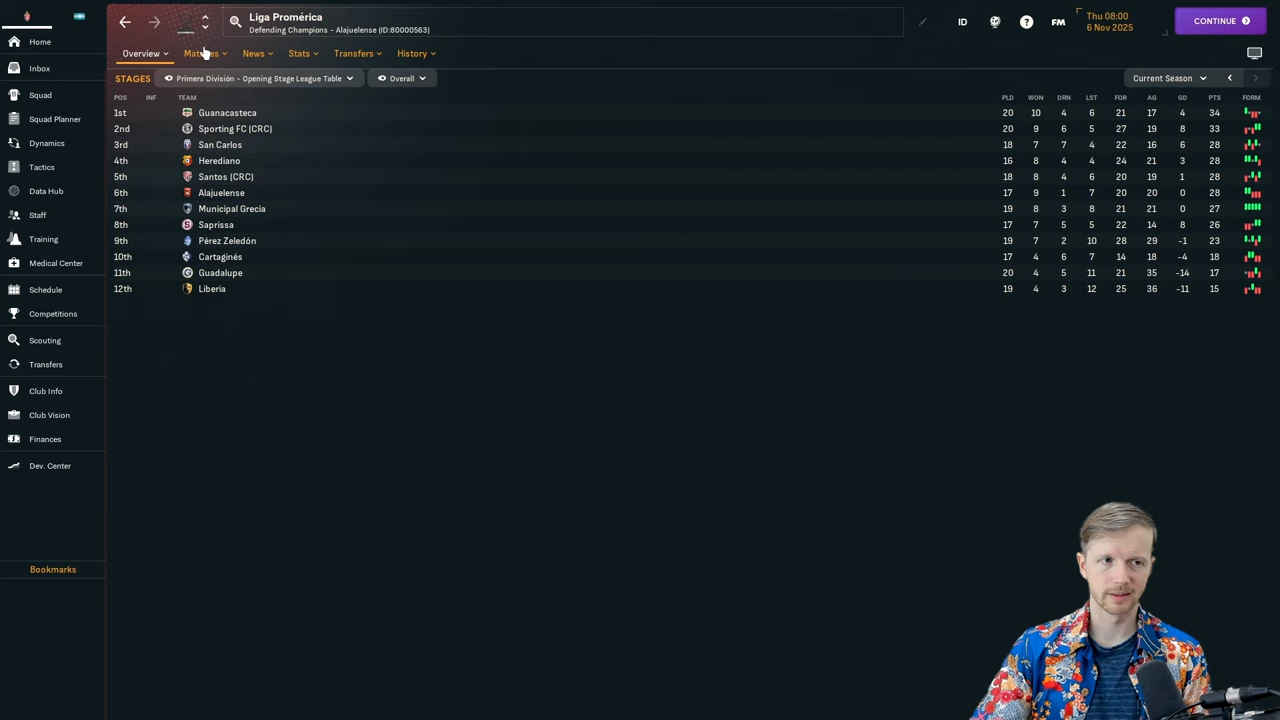 Liga Promérica
Defending Champions - Alajuelense (ID:80000563)
ID
FM
Thu 08:00
6 Nov 2025
CONTINUE
Overview Matches News Stats Transfers History
STAGES Primera División - Opening Stage League Table Overall Current Season
POS INF TEAM PLD WON DRN LST FOR AG GD PTS FORM
1st Guanacasteca 20 10 4 6 21 17 4 34
2nd Sporting FC (CRC) 20 9 6 5 27 19 8 33
3rd San Carlos 18 7 7 4 22 16 6 28
4th Herediano 16 8 4 4 24 21 3 28
5th Santos (CRC) 18 8 4 6 20 19 1 28
6th Alajuelense 17 9 1 7 20 20 0 28
7th Municipal Grecia 19 8 3 8 21 21 0 27
8th Saprissa 17 7 5 5 22 14 8 26
9th Pérez Zeledón 19 7 2 10 28 29 -1 23
10th Cartaginés 17 4 6 7 14 18 -4 18
11th Guadalupe 20 4 5 11 21 35 -14 17
12th Liberia 19 4 3 12 25 36 -11 15
Home
Inbox
Squad
Squad Planner
Dynamics
Tactics
Data Hub
Staff
Training
Medical Center
Schedule
Competitions
Scouting
Transfers
Club Info
Club Vision
Finances
Dev. Center
Bookmarks